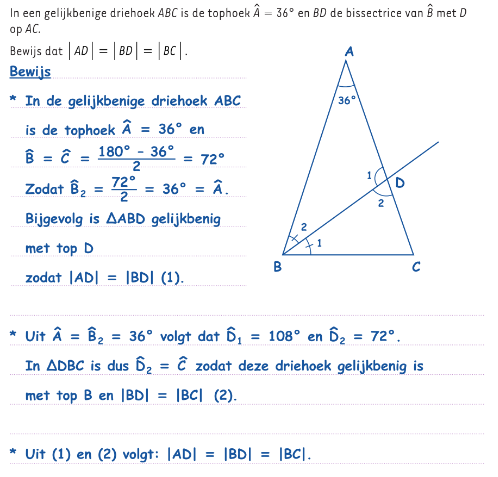 In een gelijkbenige driehoek ABC is de tophoek Â = 36° en BD de bissectrice van B̂ met D
op AC.
Bewijs dat |AD| = |BD| = |BC|.
Bewijs
* In de gelijkbenige driehoek ABC
is de tophoek Â = 36° en
B̂ = Ĉ = (180° - 36°)/2 = 72°
Zodat B̂₂ = 72°/2 = 36° = Â.
Bijgevolg is ΔABD gelijkbenig
met top D
zodat |AD| = |BD| (1).
A
36°
1
D
2
2
1
B
C
* Uit Â = B̂₂ = 36° volgt dat D̂₁ = 108° en D̂₂ = 72°.
In ΔDBC is dus D̂₂ = Ĉ zodat deze driehoek gelijkbenig is
met top B en |BD| = |BC| (2).
* Uit (1) en (2) volgt: |AD| = |BD| = |BC|.